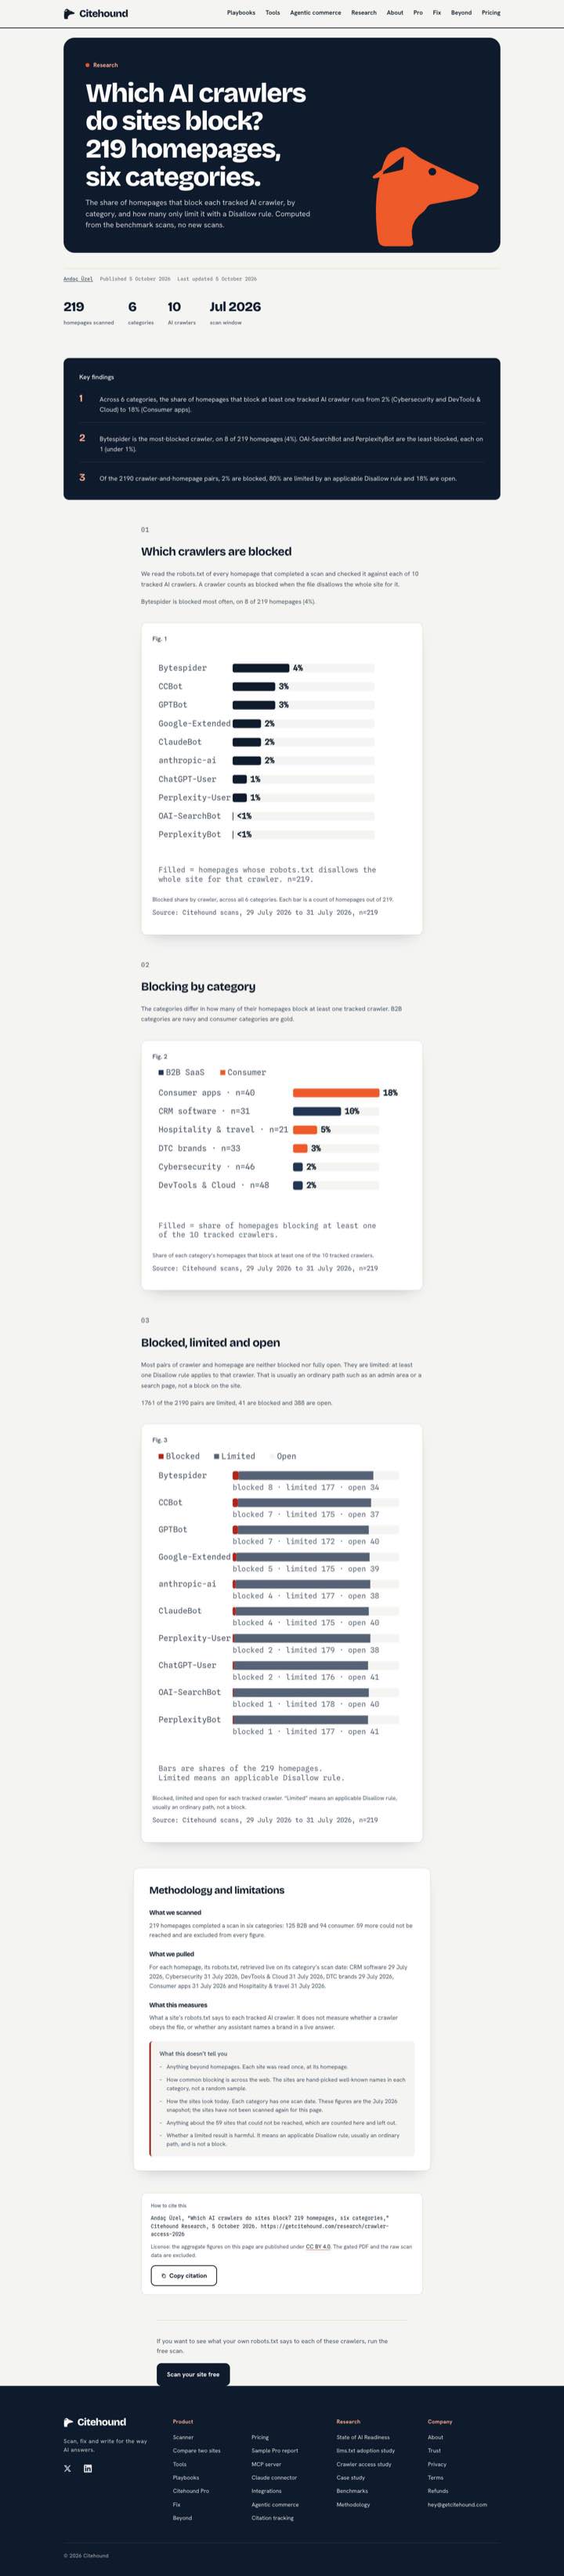 Citehound
Playbooks Tools Agentic commerce Research About Pro Fix Beyond Pricing
Research
Which AI crawlers
do sites block?
219 homepages,
six categories.
The share of homepages that block each tracked AI crawler, by
category, and how many only limit it with a Disallow rule. Computed
from the benchmark scans, no new scans.
Andaç Üzel Published 5 October 2026 Last updated 5 October 2026
219 6 10 Jul 2026
homepages scanned categories AI crawlers scan window
Key findings
1 Across 6 categories, the share of homepages that block at least one tracked AI crawler runs from 2% (Cybersecurity and DevTools &
Cloud) to 18% (Consumer apps).
2 Bytespider is the most-blocked crawler, on 8 of 219 homepages (4%). OAI-SearchBot and PerplexityBot are the least-blocked, each on
1 (under 1%).
3 Of the 2190 crawler-and-homepage pairs, 2% are blocked, 80% are limited by an applicable Disallow rule and 18% are open.
01
Which crawlers are blocked
We read the robots.txt of every homepage that completed a scan and checked it against each of 10
tracked AI crawlers. A crawler counts as blocked when the file disallows the whole site for it.
Bytespider is blocked most often, on 8 of 219 homepages (4%).
Fig. 1
Bytespider 4%
CCBot 3%
GPTBot 3%
Google-Extended 2%
ClaudeBot 2%
anthropic-ai 2%
ChatGPT-User 1%
Perplexity-User 1%
OAI-SearchBot <1%
PerplexityBot <1%
Filled = homepages whose robots.txt disallows the
whole site for that crawler. n=219.
Blocked share by crawler, across all 6 categories. Each bar is a count of homepages out of 219.
Source: Citehound scans, 29 July 2026 to 31 July 2026, n=219
02
Blocking by category
The categories differ in how many of their homepages block at least one tracked crawler. B2B
categories are navy and consumer categories are gold.
Fig. 2
B2B SaaS Consumer
Consumer apps · n=40 18%
CRM software · n=31 10%
Hospitality & travel · n=21 5%
DTC brands · n=33 3%
Cybersecurity · n=46 2%
DevTools & Cloud · n=48 2%
Filled = share of homepages blocking at least one
of the 10 tracked crawlers.
Share of each category's homepages that block at least one of the 10 tracked crawlers.
Source: Citehound scans, 29 July 2026 to 31 July 2026, n=219
03
Blocked, limited and open
Most pairs of crawler and homepage are neither blocked nor fully open. They are limited: at least
one Disallow rule applies to that crawler. That is usually an ordinary path such as an admin area or a
search page, not a block on the site.
1761 of the 2190 pairs are limited, 41 are blocked and 388 are open.
Fig. 3
Blocked Limited Open
Bytespider
blocked 8 · limited 177 · open 34
CCBot
blocked 7 · limited 175 · open 37
GPTBot
blocked 7 · limited 172 · open 40
Google-Extended
blocked 5 · limited 175 · open 39
anthropic-ai
blocked 4 · limited 177 · open 38
ClaudeBot
blocked 4 · limited 175 · open 40
Perplexity-User
blocked 2 · limited 179 · open 38
ChatGPT-User
blocked 2 · limited 176 · open 41
OAI-SearchBot
blocked 1 · limited 178 · open 40
PerplexityBot
blocked 1 · limited 177 · open 41
Bars are shares of the 219 homepages.
Limited means an applicable Disallow rule.
Blocked, limited and open for each tracked crawler. "Limited" means an applicable Disallow rule,
usually an ordinary path, not a block.
Source: Citehound scans, 29 July 2026 to 31 July 2026, n=219
Methodology and limitations
What we scanned
219 homepages completed a scan in six categories: 125 B2B and 94 consumer. 59 more could not be
reached and are excluded from every figure.
What we pulled
For each homepage, its robots.txt, retrieved live on its category's scan date: CRM software 29 July
2026, Cybersecurity 31 July 2026, DevTools & Cloud 31 July 2026, DTC brands 29 July 2026,
Consumer apps 31 July 2026 and Hospitality & travel 31 July 2026.
What this measures
What a site's robots.txt says to each tracked AI crawler. It does not measure whether a crawler
obeys the file, or whether any assistant names a brand in a live answer.
What this doesn't tell you
- Anything beyond homepages. Each site was read once, at its homepage.
- How common blocking is across the web. The sites are hand-picked well-known names in each
category, not a random sample.
- How the sites look today. Each category has one scan date. These figures are the July 2026
snapshot; the sites have not been scanned again for this page.
- Anything about the 59 sites that could not be reached, which are counted here and left out.
- Whether a limited result is harmful. It means an applicable Disallow rule, usually an ordinary
path, and is not a block.
How to cite this
Andaç Üzel, "Which AI crawlers do sites block? 219 homepages, six categories,"
Citehound Research, 5 October 2026. https://getcitehound.com/research/crawler-
access-2026
License: the aggregate figures on this page are published under CC BY 4.0. The gated PDF and the raw scan
data are excluded.
Copy citation
If you want to see what your own robots.txt says to each of these crawlers, run the
free scan.
Scan your site free
Citehound
Scan, fix and write for the way
AI answers.
Product
Scanner
Compare two sites
Tools
Playbooks
Citehound Pro
Fix
Beyond
Pricing
Sample Pro report
MCP server
Claude connector
Integrations
Agentic commerce
Citation tracking
Research
State of AI Readiness
llms.txt adoption study
Crawler access study
Case study
Benchmarks
Methodology
Company
About
Trust
Privacy
Terms
Refunds
hey@getcitehound.com
© 2026 Citehound